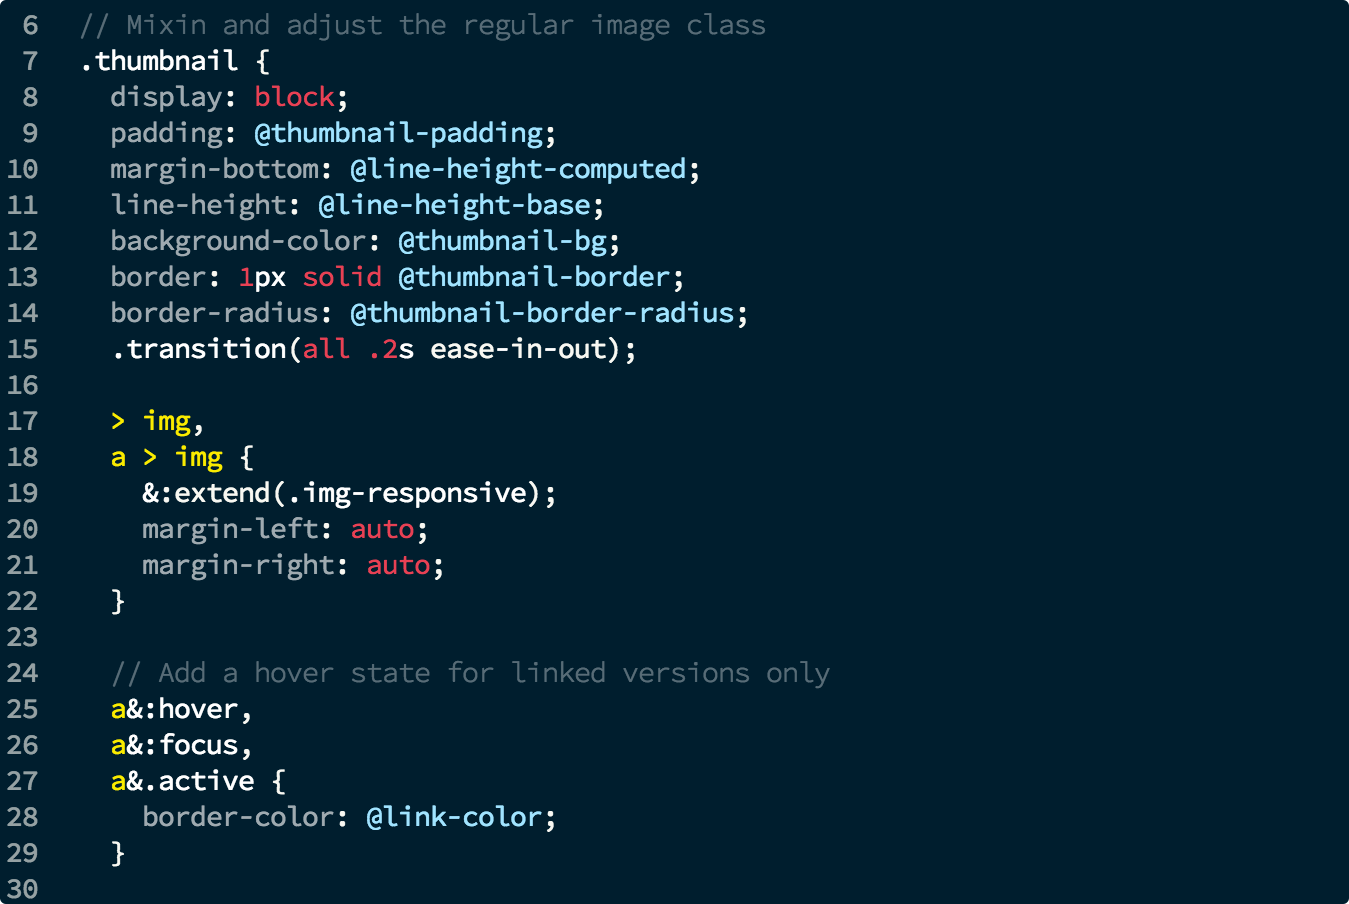 6 // Mixin and adjust the regular image class
7 .thumbnail {
8   display: block;
9   padding: @thumbnail-padding;
10   margin-bottom: @line-height-computed;
11   line-height: @line-height-base;
12   background-color: @thumbnail-bg;
13   border: 1px solid @thumbnail-border;
14   border-radius: @thumbnail-border-radius;
15   .transition(all .2s ease-in-out);
16
17   > img,
18   a > img {
19     &:extend(.img-responsive);
20     margin-left: auto;
21     margin-right: auto;
22   }
23
24   // Add a hover state for linked versions only
25   a&:hover,
26   a&:focus,
27   a&.active {
28     border-color: @link-color;
29   }
30